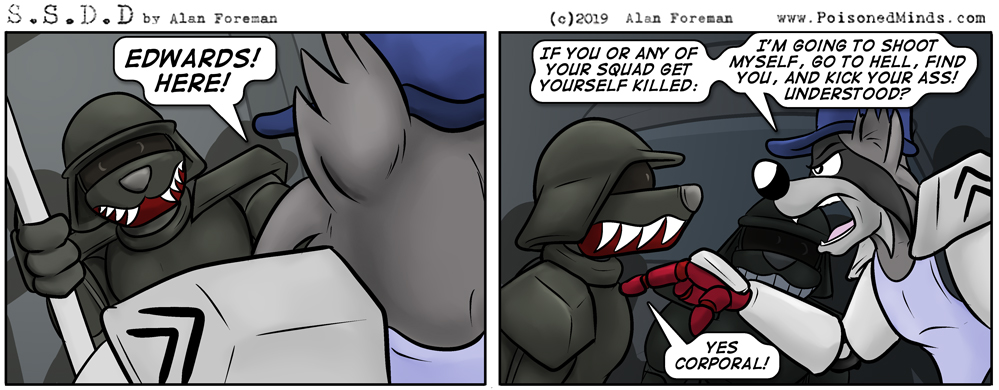 S.S.D.D by Alan Foreman
(c)2019 Alan Foreman www.PoisonedMinds.com
EDWARDS!
HERE!
IF YOU OR ANY OF
YOUR SQUAD GET
YOURSELF KILLED:
I'M GOING TO SHOOT
MYSELF, GO TO HELL, FIND
YOU, AND KICK YOUR ASS!
UNDERSTOOD?
YES
CORPORAL!